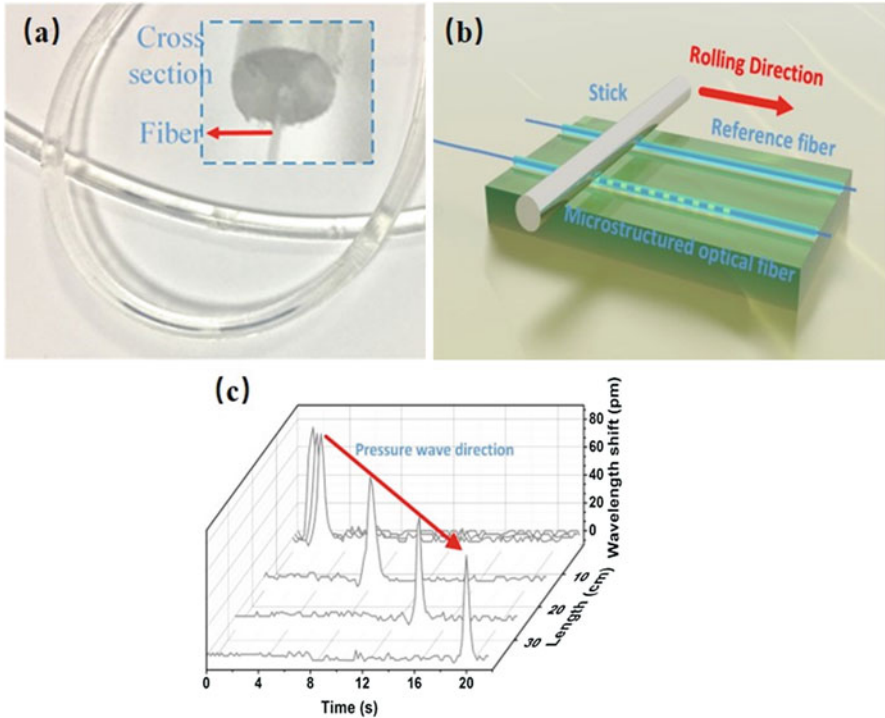 (a)
Cross
section
Fiber
(b)
Rolling Direction
Stick
Reference fiber
Microstructured optical fiber
(c)
Pressure wave direction
80
60
40
20
0
Wavelength shift (pm)
10
20
30
Length (cm)
0 4 8 12 16 20
Time (s)